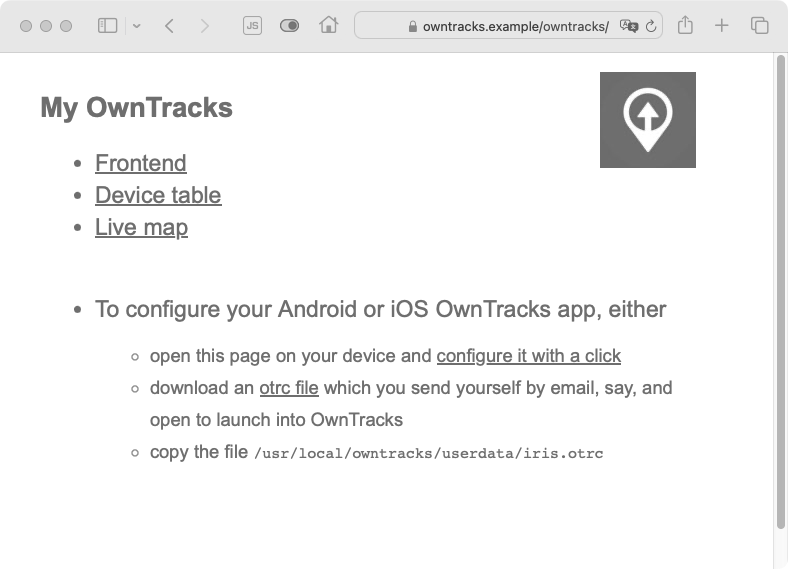 JS
owntracks.example/owntracks/
My OwnTracks
Frontend
Device table
Live map
To configure your Android or iOS OwnTracks app, either
open this page on your device and configure it with a click
download an otrc file which you send yourself by email, say, and
open to launch into OwnTracks
copy the file /usr/local/owntracks/userdata/iris.otrc